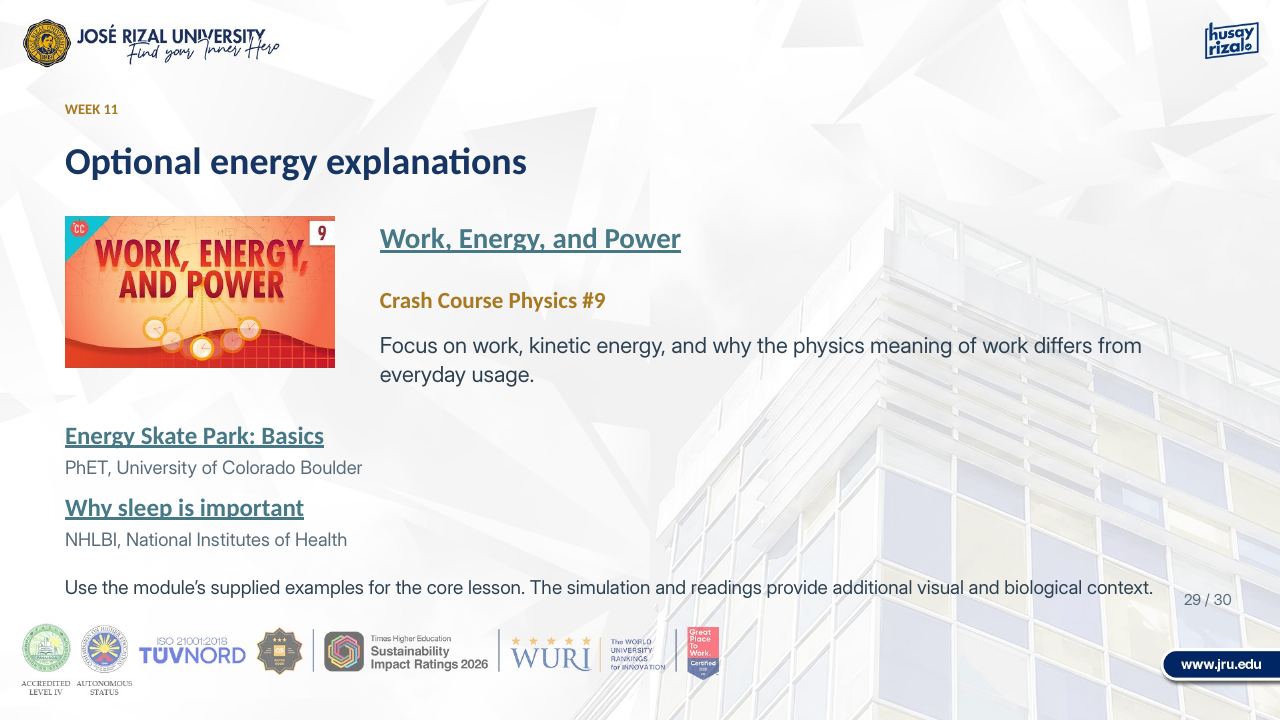 JOSÉ RIZAL UNIVERSITY
Find your Inner Hero
husay
rizal
WEEK 11
Optional energy explanations
CC
9
WORK, ENERGY,
AND POWER
Work, Energy, and Power
Crash Course Physics #9
Focus on work, kinetic energy, and why the physics meaning of work differs from
everyday usage.
Energy Skate Park: Basics
PhET, University of Colorado Boulder
Why sleep is important
NHLBI, National Institutes of Health
Use the module’s supplied examples for the core lesson. The simulation and readings provide additional visual and biological context.
29 / 30
ACCREDITED
LEVEL IV
AUTONOMOUS
STATUS
ISO 21001:2018
TÜVNORD
Times Higher Education
Sustainability
Impact Ratings 2026
WURI
The WORLD
UNIVERSITY
RANKINGS
for INNOVATION
Great
Place
To
Work.
Certified
www.jru.edu